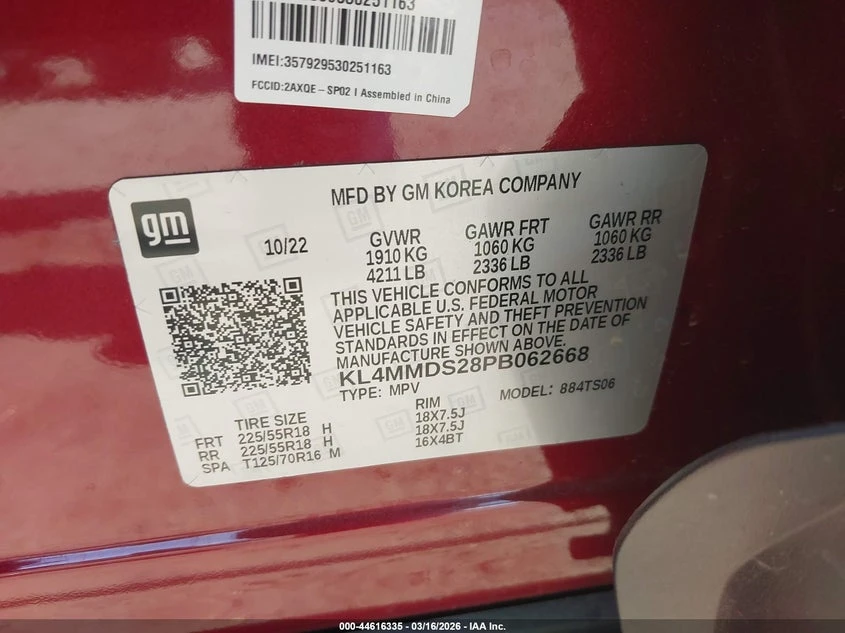 IMEI:357929530251163
FCCID:2AXQE-SP02 I Assembled in China
MFD BY GM KOREA COMPANY
gm
10/22
GVWR
1910 KG
4211 LB
GAWR FRT
1060 KG
2336 LB
GAWR RR
1060 KG
2336 LB
THIS VEHICLE CONFORMS TO ALL
APPLICABLE U.S. FEDERAL MOTOR
VEHICLE SAFETY AND THEFT PREVENTION
STANDARDS IN EFFECT ON THE DATE OF
MANUFACTURE SHOWN ABOVE.
KL4MMDS28PB062668
TYPE: MPV
MODEL: 884TS06
TIRE SIZE
RIM
FRT 225/55R18 H 18X7.5J
RR 225/55R18 H 18X7.5J
SPA T125/70R16 M 16X4BT
000-44616335 - 03/16/2026 - IAA Inc.